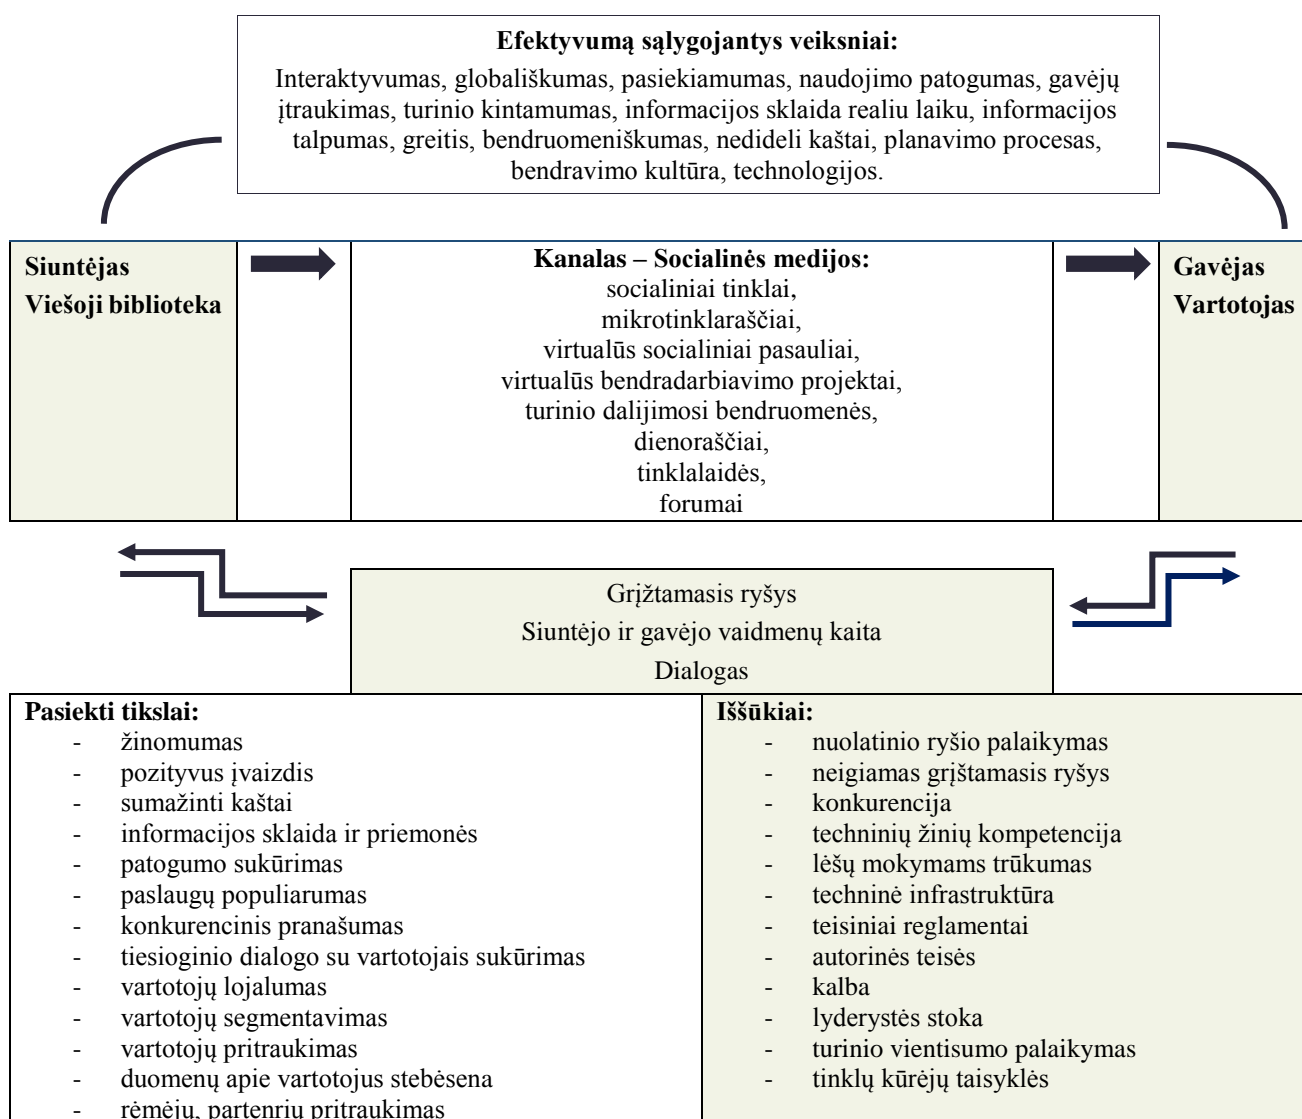 Efektyvumą sąlygojantys veiksniai:
Interaktyvumas, globališkumas, pasiekiamumas, naudojimo patogumas, gavėjų
įtraukimas, turinio kintamumas, informacijos sklaida realiu laiku, informacijos
talpumas, greitis, bendruomeniškumas, nedideli kaštai, planavimo procesas,
bendravimo kultūra, technologijos.
Siuntėjas
Viešoji biblioteka
Kanalas – Socialinės medijos:
socialiniai tinklai,
mikrotinklaraščiai,
virtualūs socialiniai pasauliai,
virtualūs bendradarbiavimo projektai,
turinio dalijimosi bendruomenės,
dienoraščiai,
tinklalaidės,
forumai
Gavėjas
Vartotojas
Grįžtamasis ryšys
Siuntėjo ir gavėjo vaidmenų kaita
Dialogas
Pasiekti tikslai:
- žinomumas
- pozityvus įvaizdis
- sumažinti kaštai
- informacijos sklaida ir priemonės
- patogumo sukūrimas
- paslaugų populiarumas
- konkurencinis pranašumas
- tiesioginio dialogo su vartotojais sukūrimas
- vartotojų lojalumas
- vartotojų segmentavimas
- vartotojų pritraukimas
- duomenų apie vartotojus stebėsena
- rėmėjų, partenrių pritraukimas
Iššūkiai:
- nuolatinio ryšio palaikymas
- neigiamas grįštamasis ryšys
- konkurencija
- techninių žinių kompetencija
- lėšų mokymams trūkumas
- techninė infrastruktūra
- teisiniai reglamentai
- autorinės teisės
- kalba
- lyderystės stoka
- turinio vientisumo palaikymas
- tinklų kūrėjų taisyklės